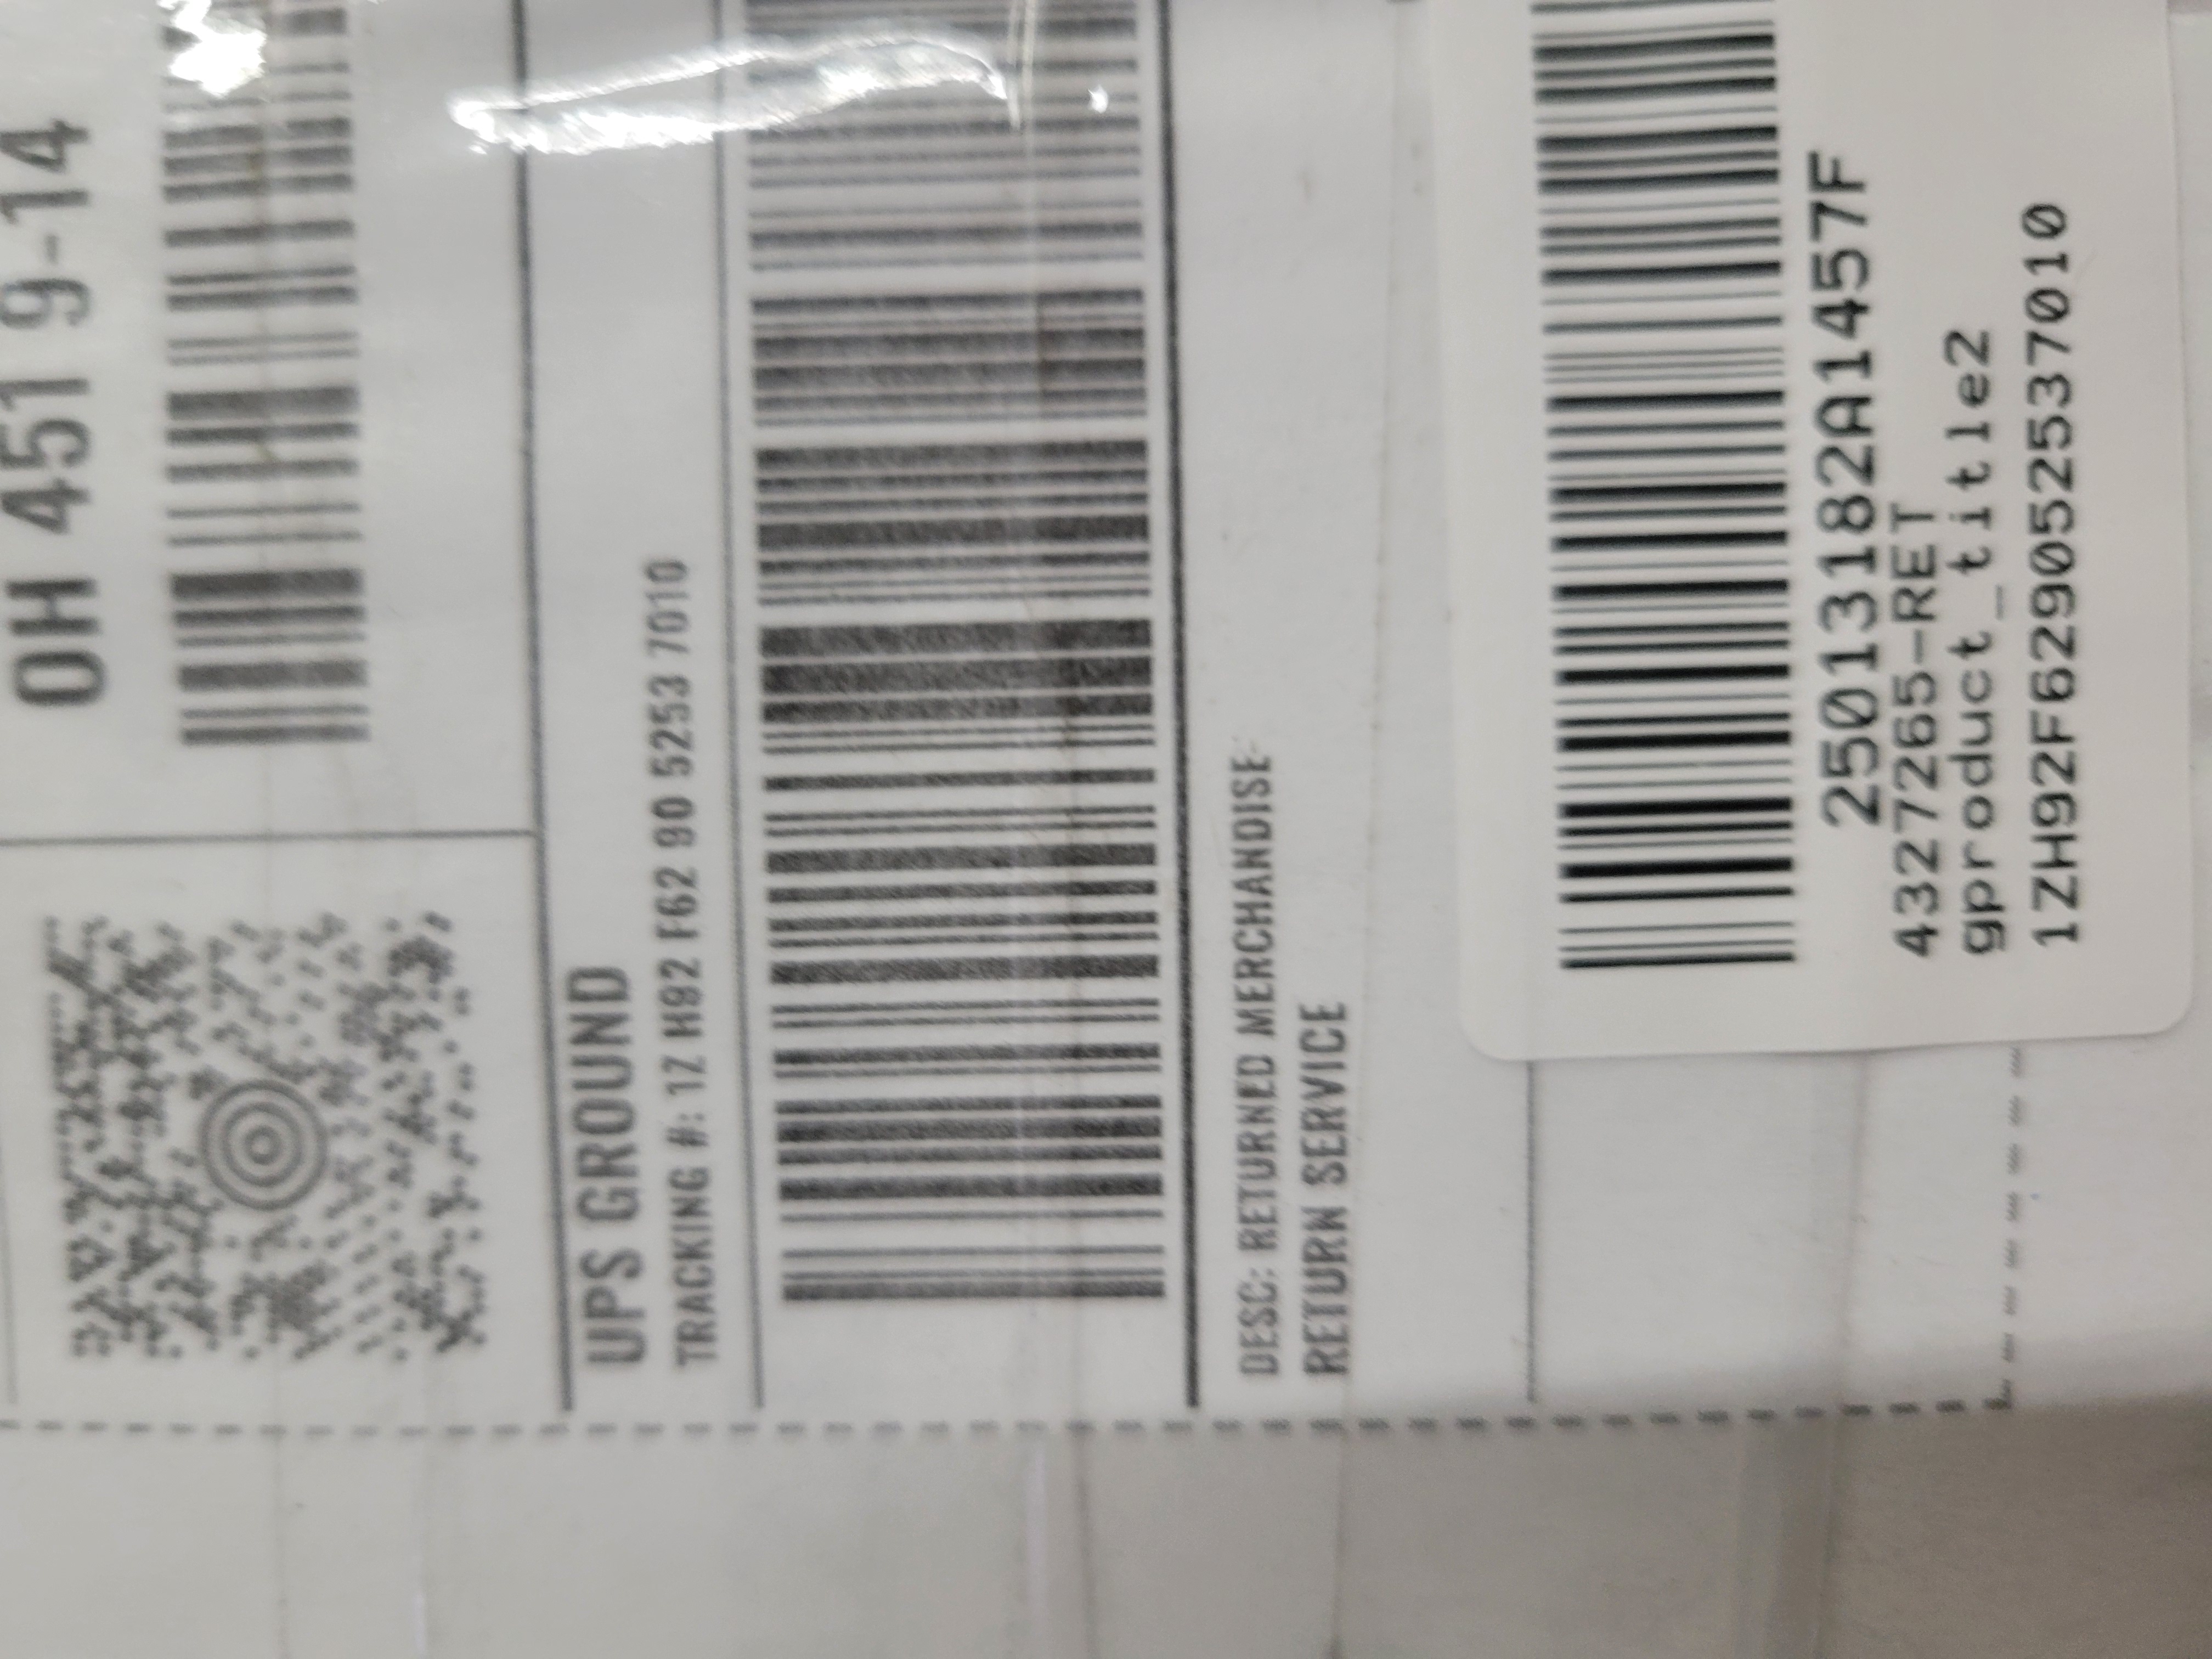 OH 451 9-14
UPS GROUND
TRACKING #: 1Z H92 F62 90 5253 7010
DESC: RETURNED MERCHANDISE
RETURN SERVICE
25013182A1457F
4327265-RET
gproduct_title2
1ZH92F629052537010